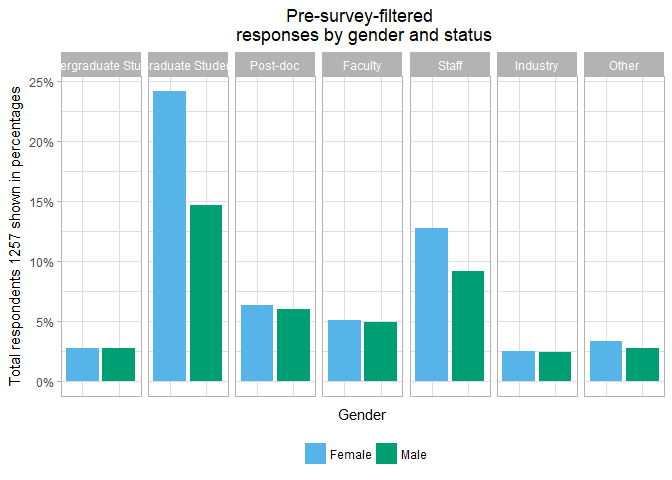 Pre-survey-filtered
responses by gender and status
ergraduate Stu
raduate Studer
Post-doc
Faculty
Staff
Industry
Other
25%
20%
15%
10%
5%
0%
Total respondents 1257 shown in percentages
Gender
Female
Male